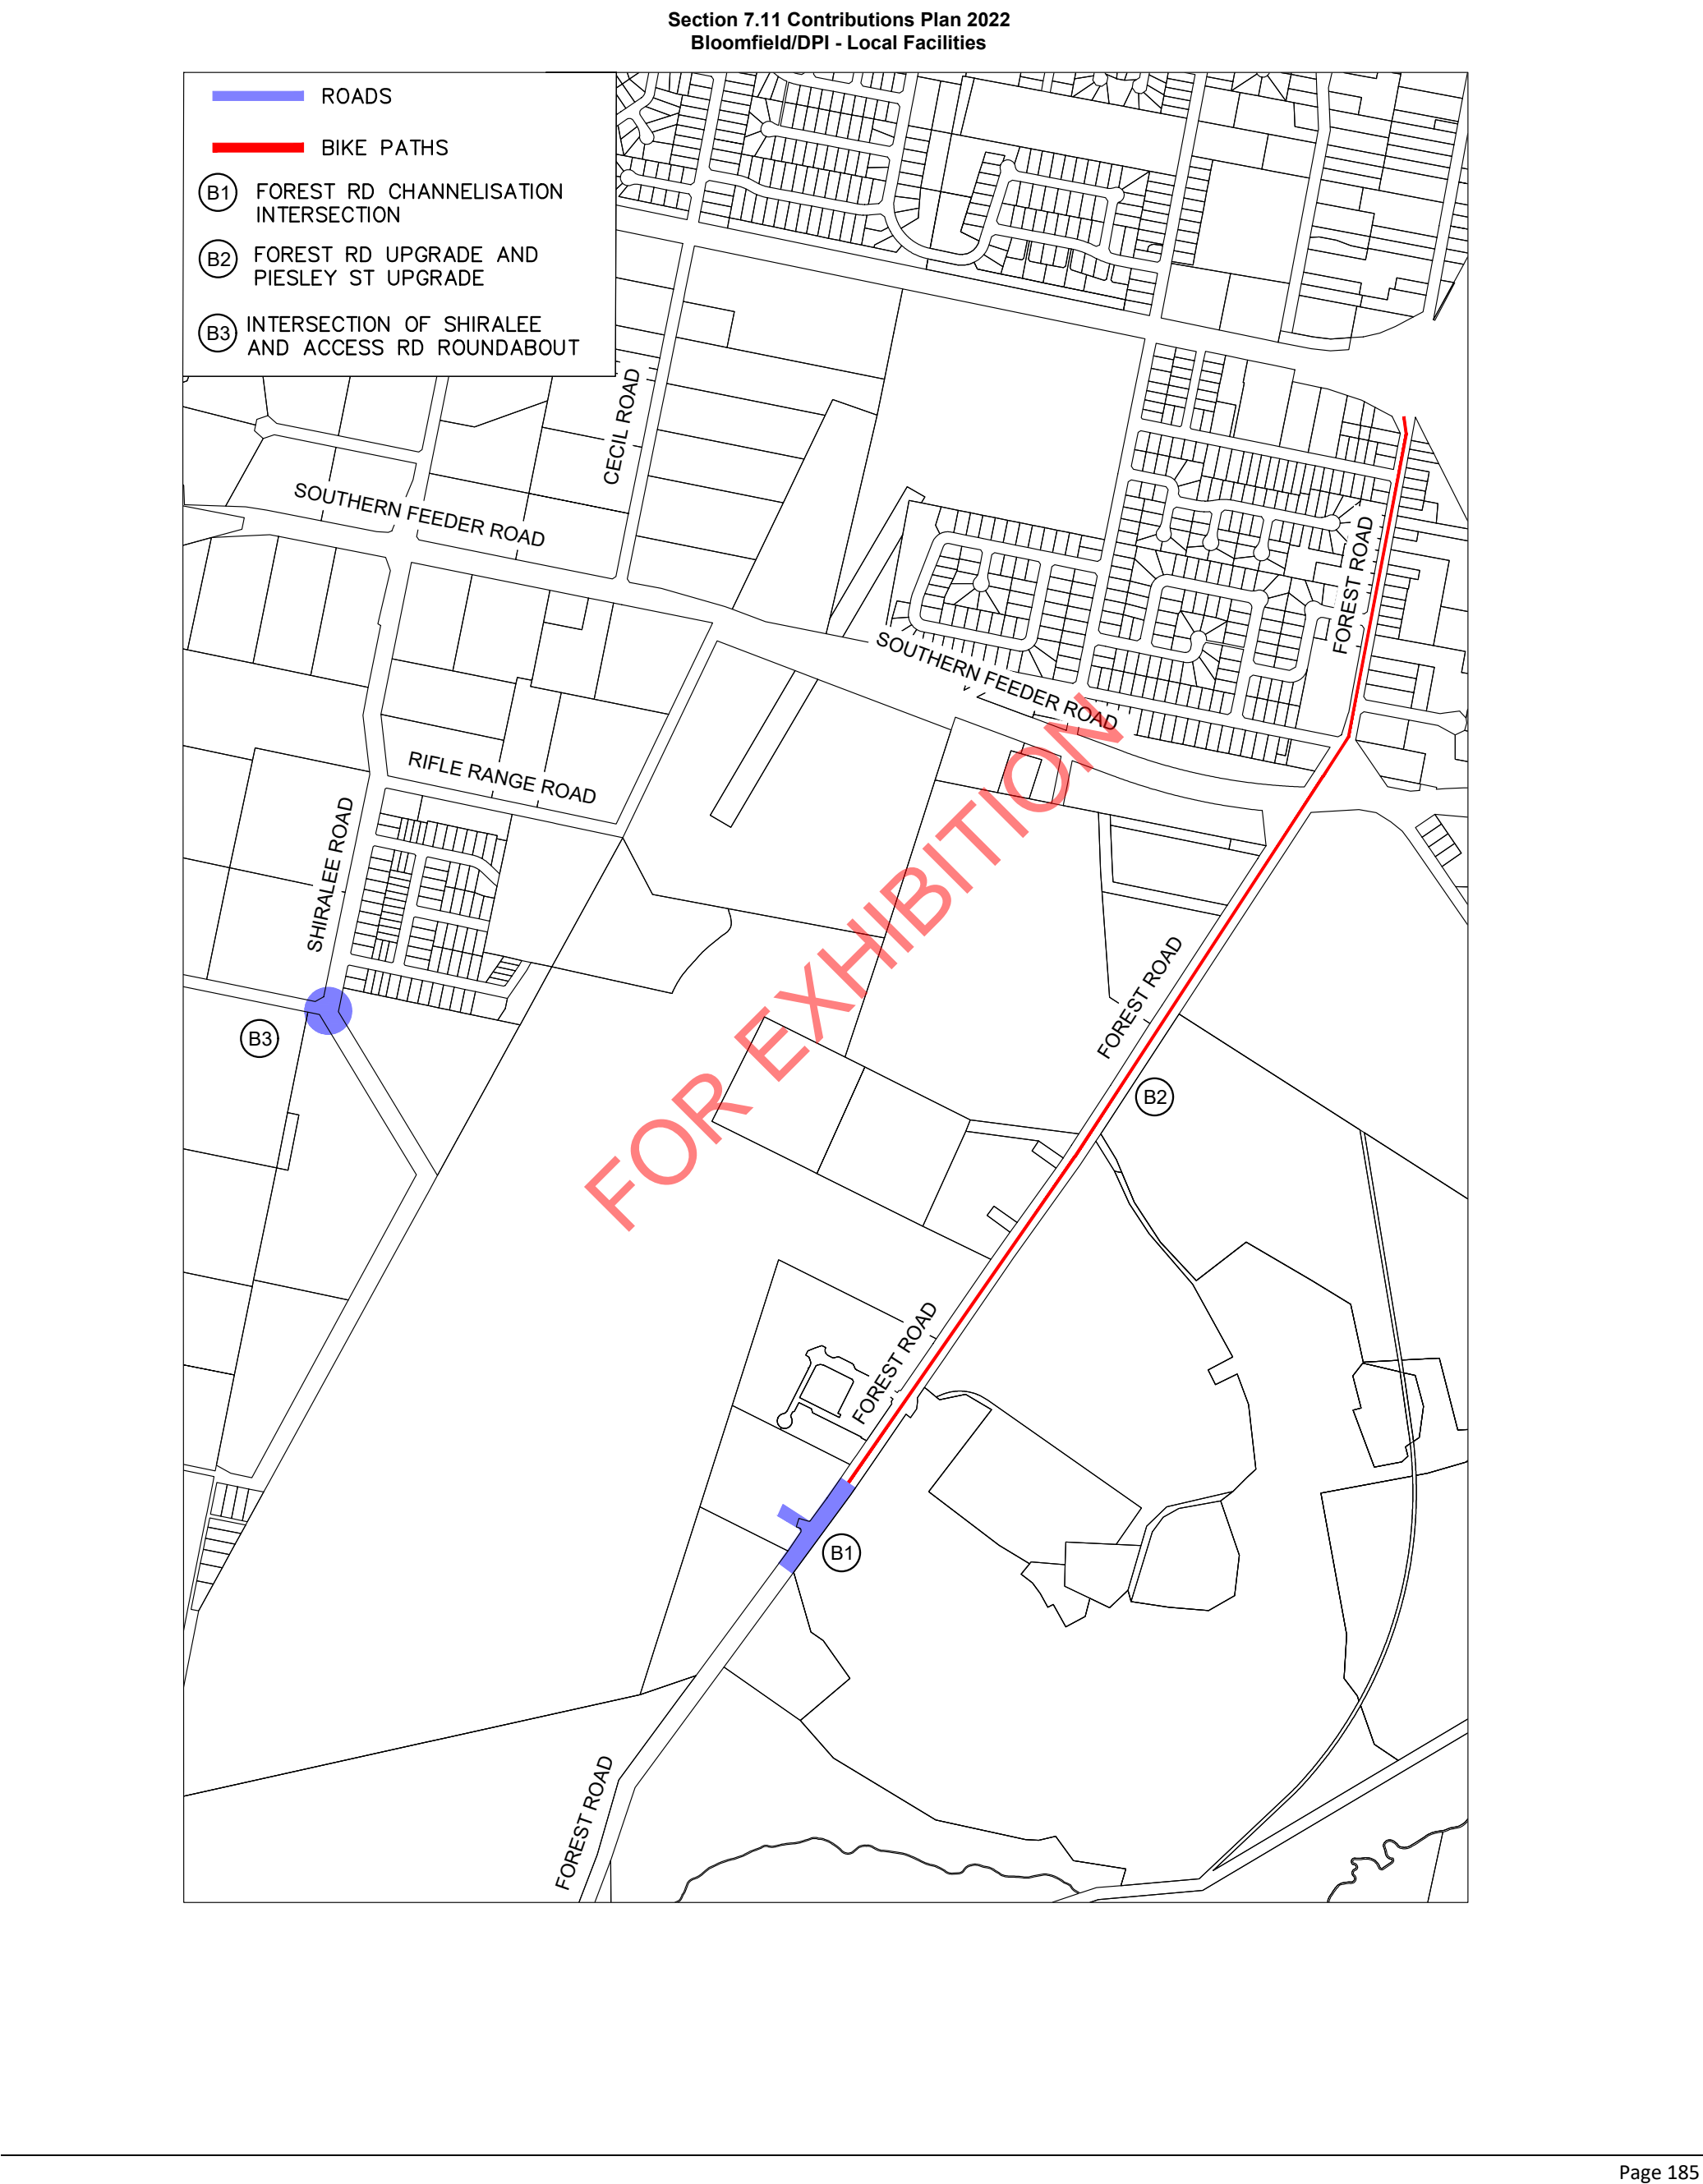 Section 7.11 Contributions Plan 2022
Bloomfield/DPI - Local Facilities
ROADS
BIKE PATHS
B1 FOREST RD CHANNELISATION
INTERSECTION
B2 FOREST RD UPGRADE AND
PIESLEY ST UPGRADE
B3 INTERSECTION OF SHIRALEE
AND ACCESS RD ROUNDABOUT
CECIL ROAD
SOUTHERN FEEDER ROAD
FOREST ROAD
SOUTHERN FEEDER ROAD
RIFLE RANGE ROAD
SHIRALEE ROAD
FOR EXHIBITION
FOREST ROAD
B3
B2
FOREST ROAD
B1
FOREST ROAD
Page 185